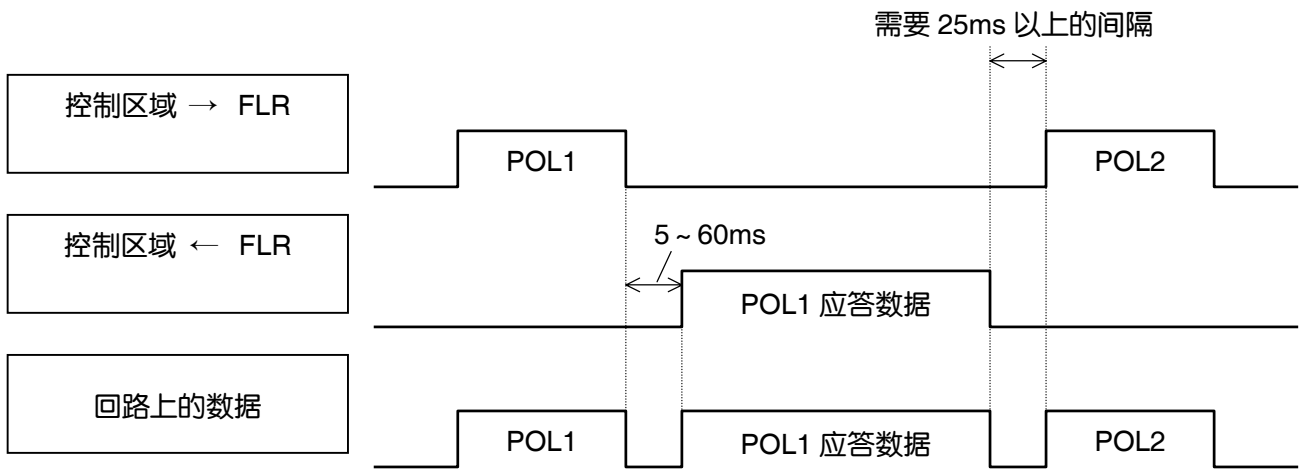 需要 25ms 以上的间隔
控制区域 → FLR
POL1
POL2
控制区域 ← FLR
5 ~ 60ms
POL1 应答数据
回路上的数据
POL1
POL1 应答数据
POL2